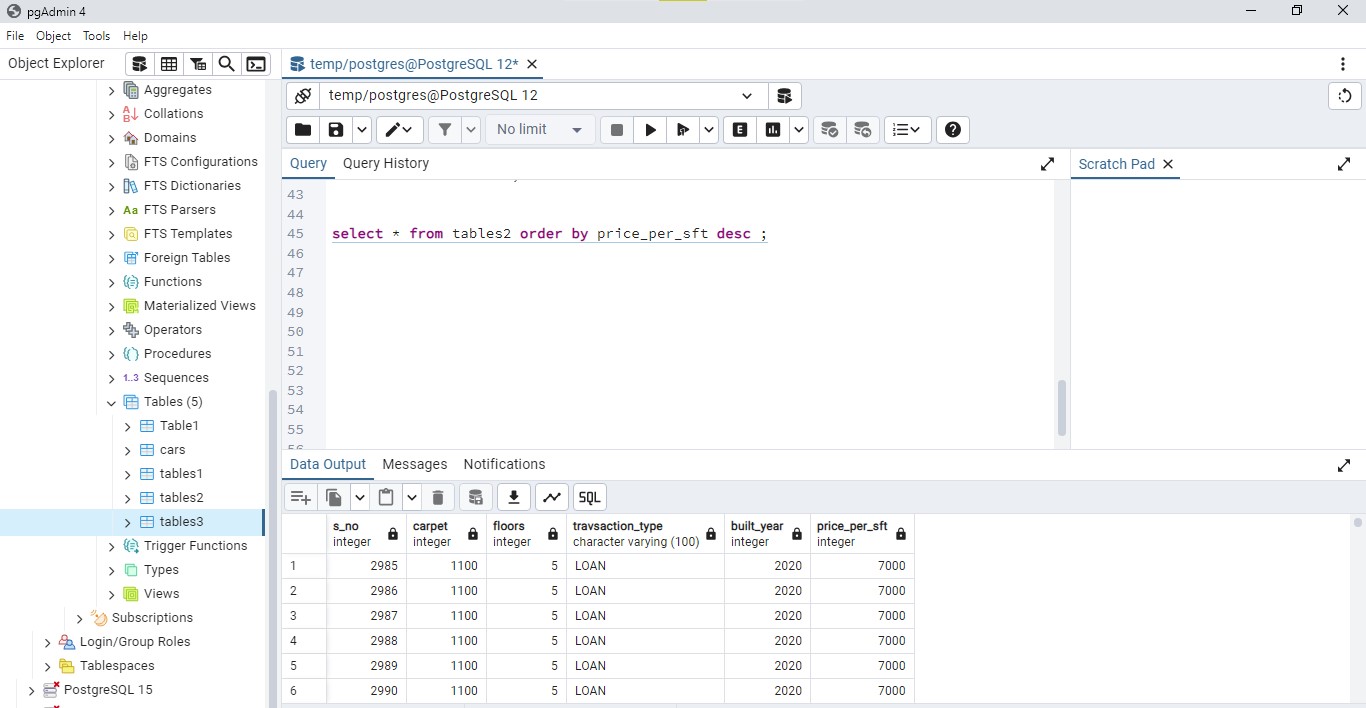 pgAdmin 4
File Object Tools Help
Object Explorer
Aggregates
Collations
Domains
FTS Configurations
FTS Dictionaries
Aa FTS Parsers
FTS Templates
Foreign Tables
Functions
Materialized Views
Operators
Procedures
1..3 Sequences
Tables (5)
Table1
cars
tables1
tables2
tables3
Trigger Functions
Types
Views
Subscriptions
Login/Group Roles
Tablespaces
PostgreSQL 15
temp/postgres@PostgreSQL 12*
temp/postgres@PostgreSQL 12
No limit
E
Query Query History
Scratch Pad
43
44
45 select * from tables2 order by price_per_sft desc ;
46
47
48
49
50
51
52
53
54
55
56
Data Output Messages Notifications
SQL
s_no carpet floors travsaction_type built_year price_per_sft
integer integer integer character varying (100) integer integer
1 2985 1100 5 LOAN 2020 7000
2 2986 1100 5 LOAN 2020 7000
3 2987 1100 5 LOAN 2020 7000
4 2988 1100 5 LOAN 2020 7000
5 2989 1100 5 LOAN 2020 7000
6 2990 1100 5 LOAN 2020 7000